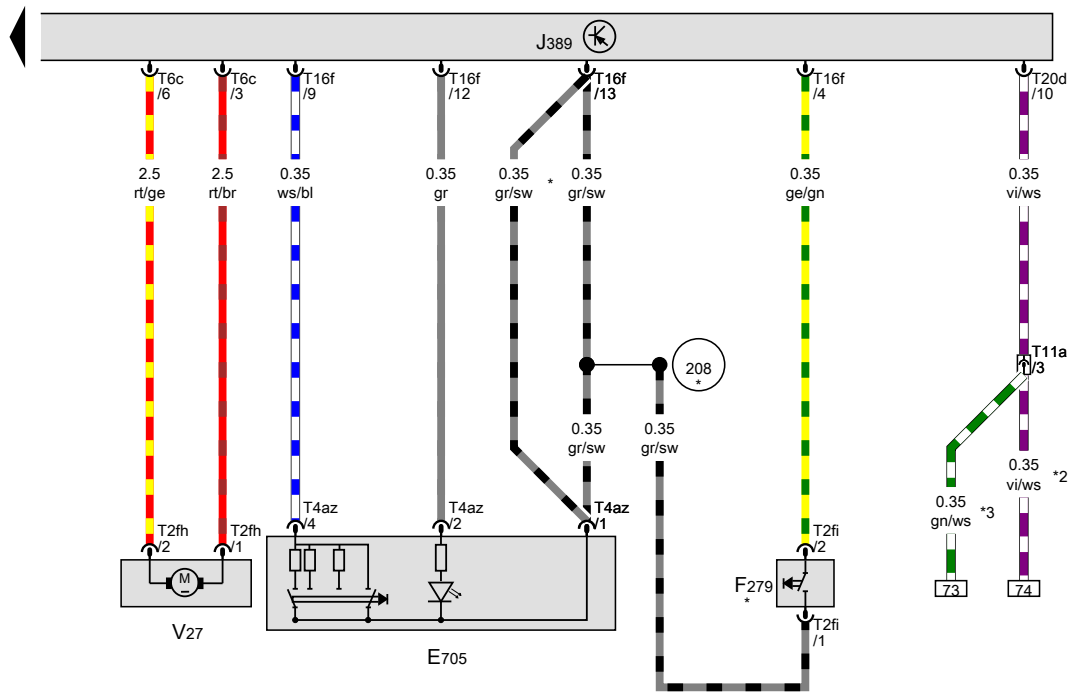 J389
T6c
/6
T6c
/3
T16f
/9
T16f
/12
T16f
/13
T16f
/4
T20d
/10
2.5
rt/ge
2.5
rt/br
0.35
ws/bl
0.35
gr
0.35
gr/sw
*
0.35
gr/sw
0.35
ge/gn
0.35
vi/ws
T11a
/3
208
*
0.35
gr/sw
0.35
gr/sw
0.35
vi/ws
*2
0.35
gn/ws
*3
T4az
/4
T4az
/2
T4az
/1
T2fh
/2
T2fh
/1
T2fi
/2
M
F279
*
73
74
T2fi
/1
V27
E705